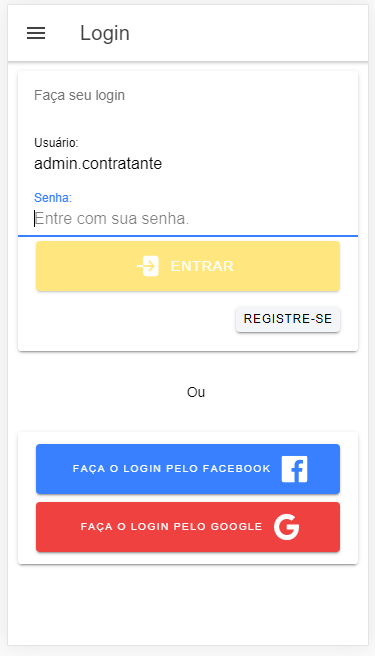 Login
Faça seu login
Usuário:
admin.contratante
Senha:
Entre com sua senha.
ENTRAR
REGISTRE-SE
Ou
FAÇA O LOGIN PELO FACEBOOK
FAÇA O LOGIN PELO GOOGLE